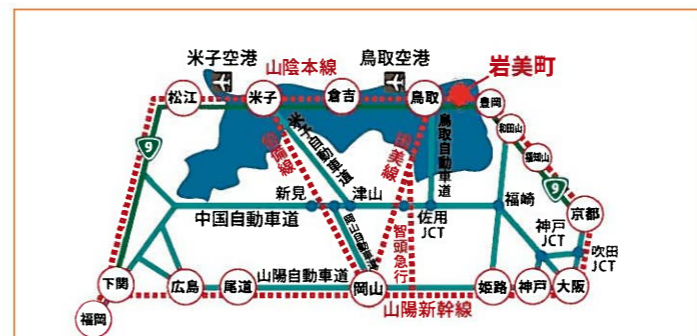 米子空港
鳥取空港
山陰本線
岩美町
松江
米子
倉吉
鳥取
豊岡
和田山
福知山
9
9
京都
米子自動車道
伯備線
因美線
鳥取自動車道
新見
津山
中国自動車道
佐用
JCT
福崎
神戸
JCT
吹田
JCT
岡山自動車道
智頭急行
下関
広島
尾道
山陽自動車道
岡山
姫路
神戸
大阪
山陽新幹線
福岡